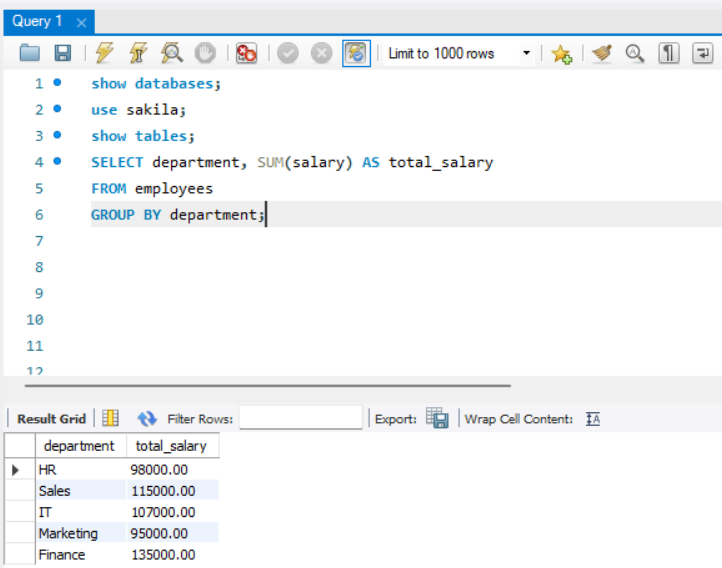 Query 1
Limit to 1000 rows
1 show databases;
2 use sakila;
3 show tables;
4 SELECT department, SUM(salary) AS total_salary
5 FROM employees
6 GROUP BY department;
7
8
9
10
11
12
Result Grid Filter Rows: Export: Wrap Cell Content: IA
department total_salary
HR 98000.00
Sales 115000.00
IT 107000.00
Marketing 95000.00
Finance 135000.00